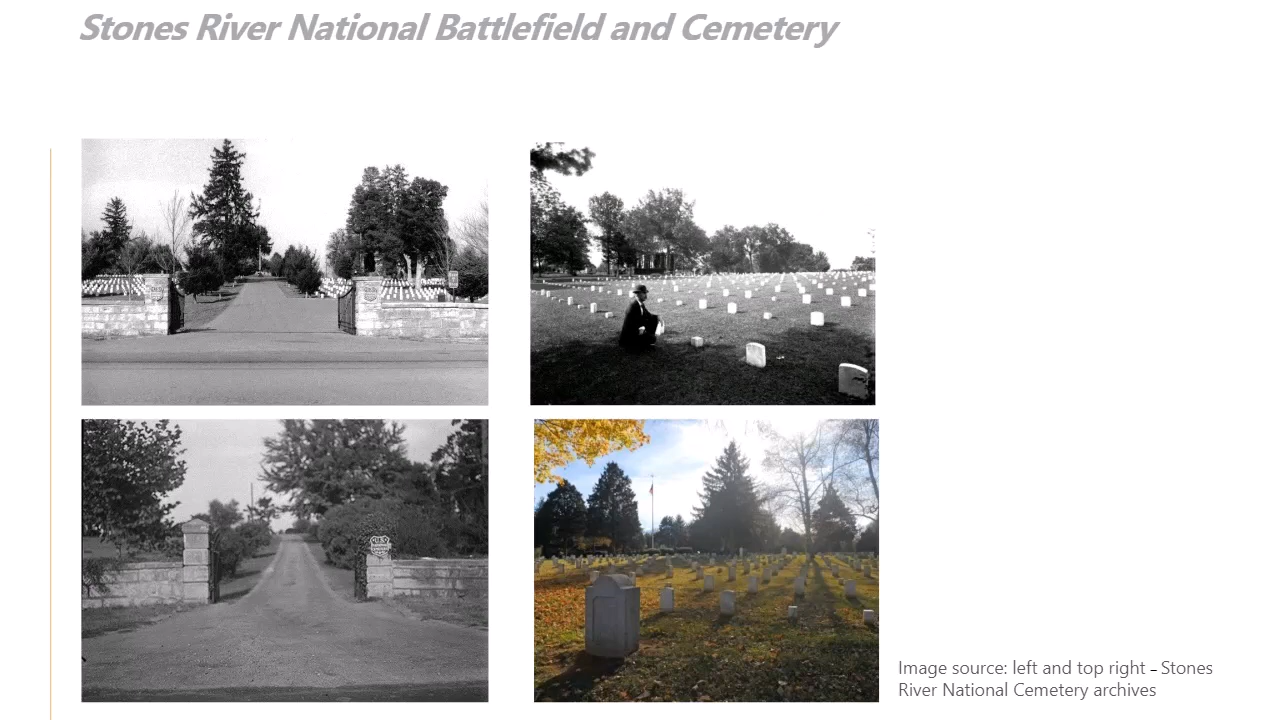 Stones River National Battlefield and Cemetery
Image source: left and top right – Stones
River National Cemetery archives